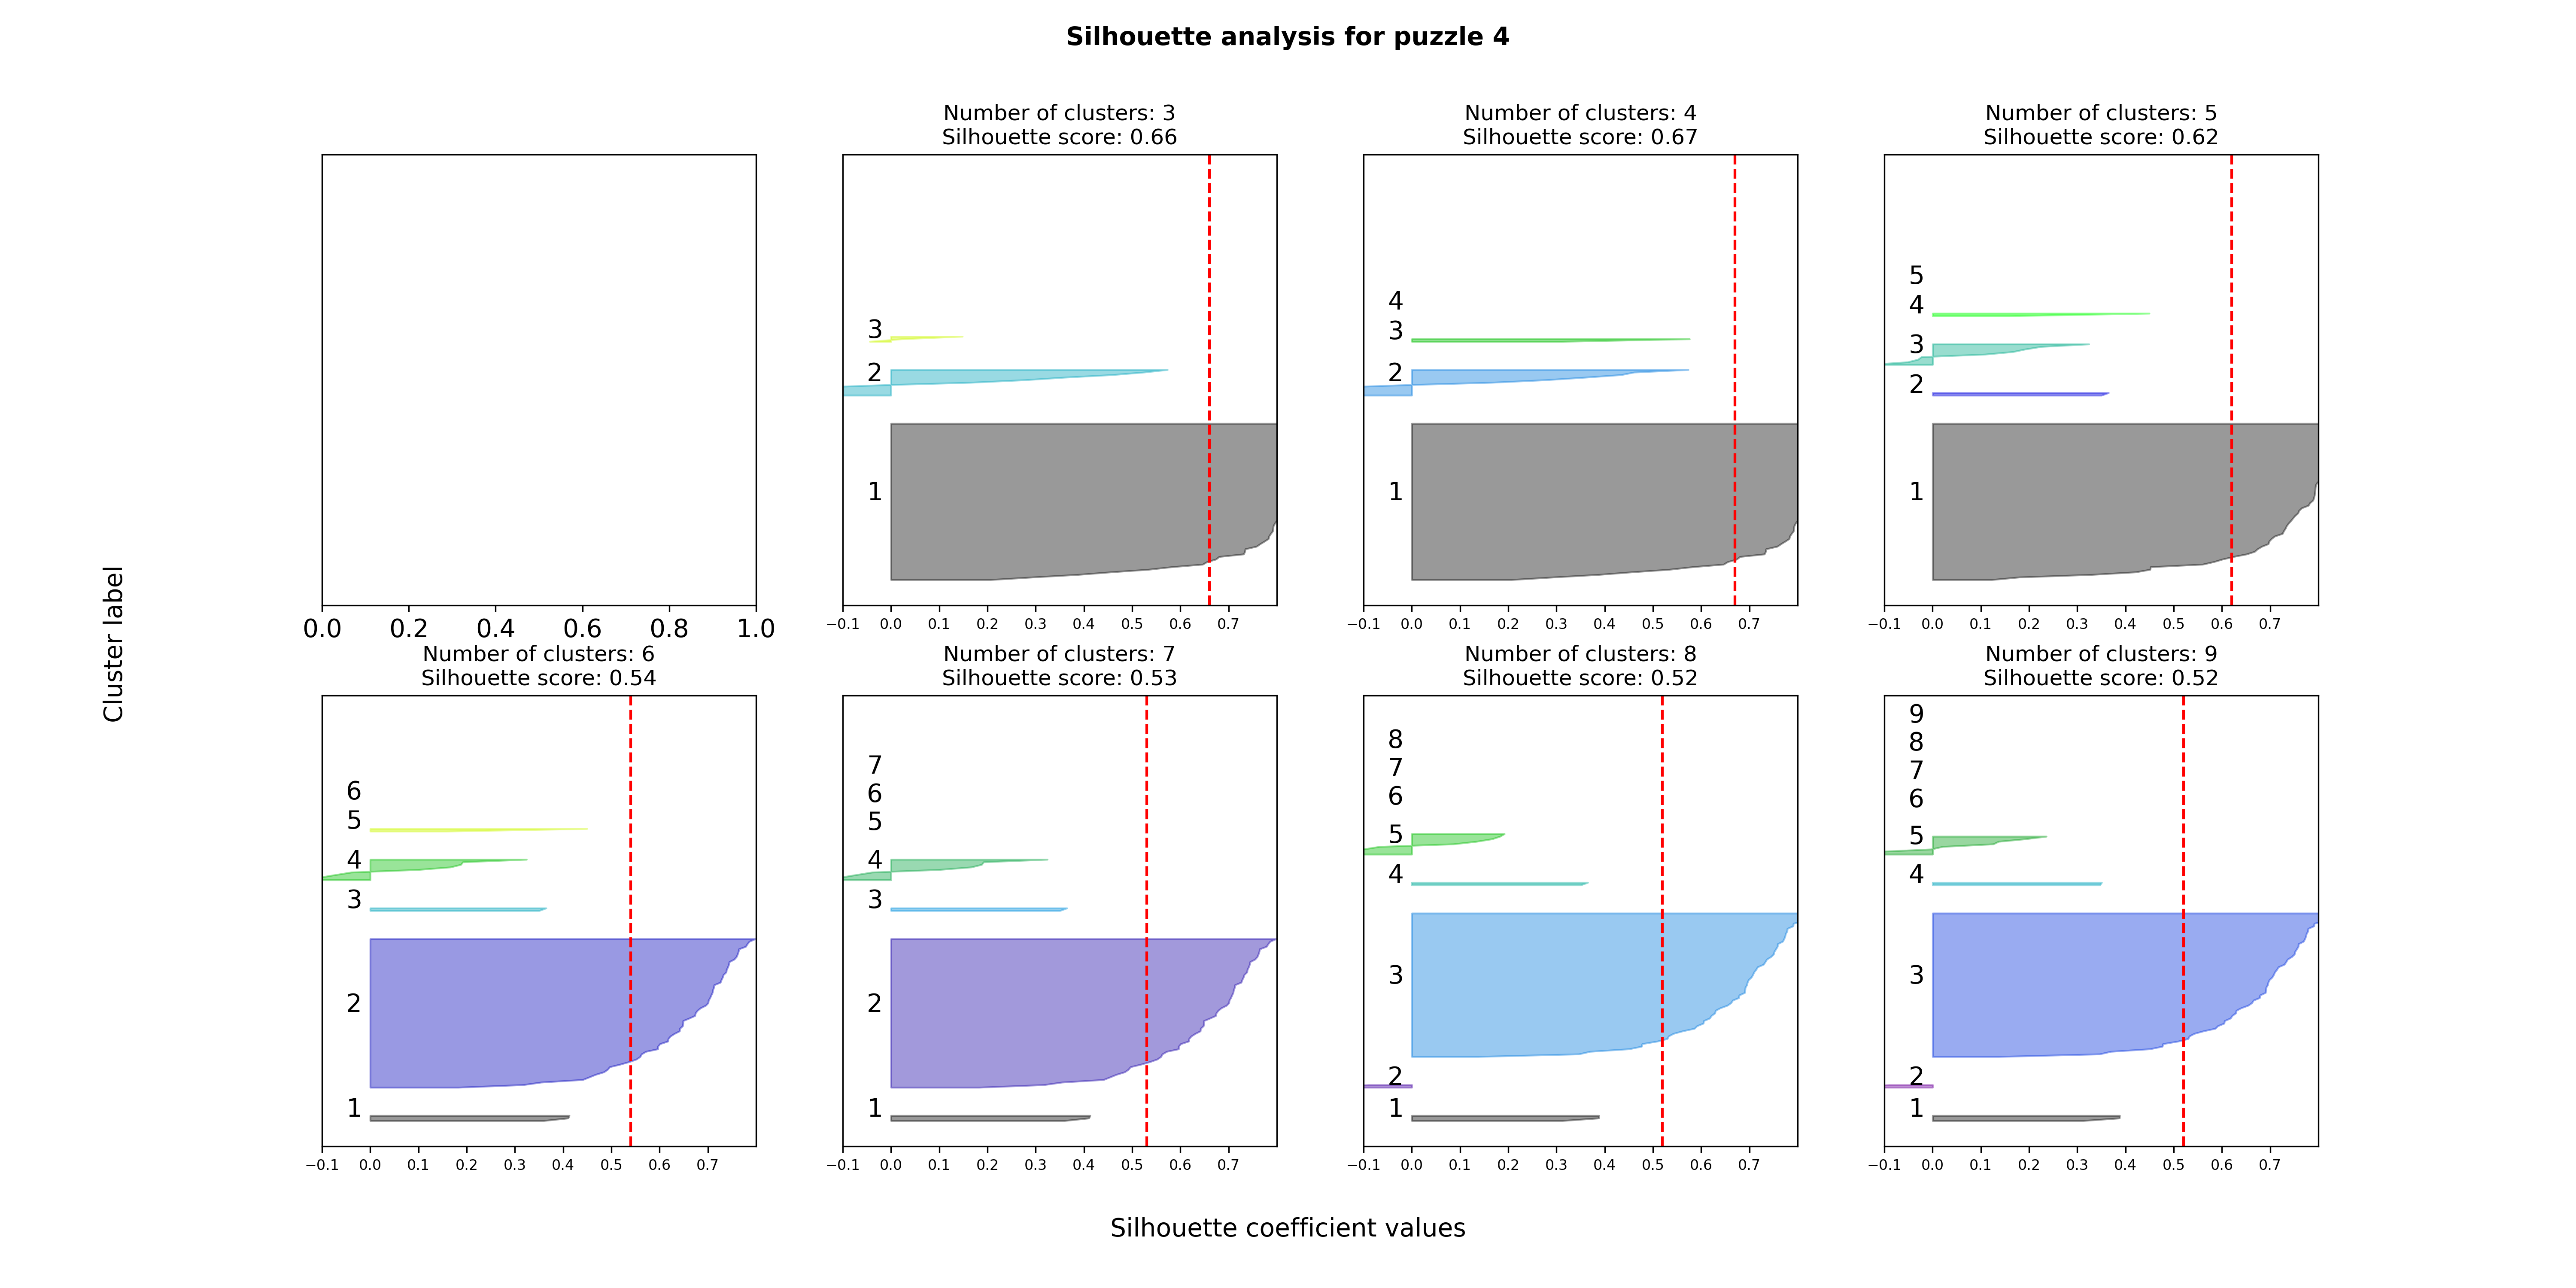 Silhouette analysis for puzzle 4
Number of clusters: 3
Silhouette score: 0.66
Number of clusters: 4
Silhouette score: 0.67
Number of clusters: 5
Silhouette score: 0.62
0.0 0.2 0.4 0.6 0.8 1.0
3
2
1
−0.1 0.0 0.1 0.2 0.3 0.4 0.5 0.6 0.7
4
3
2
1
−0.1 0.0 0.1 0.2 0.3 0.4 0.5 0.6 0.7
5
4
3
2
1
−0.1 0.0 0.1 0.2 0.3 0.4 0.5 0.6 0.7
Cluster label
Number of clusters: 6
Silhouette score: 0.54
6
5
4
3
2
1
−0.1 0.0 0.1 0.2 0.3 0.4 0.5 0.6 0.7
Number of clusters: 7
Silhouette score: 0.53
7
6
5
4
3
2
1
−0.1 0.0 0.1 0.2 0.3 0.4 0.5 0.6 0.7
Number of clusters: 8
Silhouette score: 0.52
8
7
6
5
4
3
2
1
−0.1 0.0 0.1 0.2 0.3 0.4 0.5 0.6 0.7
Number of clusters: 9
Silhouette score: 0.52
9
8
7
6
5
4
3
2
1
−0.1 0.0 0.1 0.2 0.3 0.4 0.5 0.6 0.7
Silhouette coefficient values